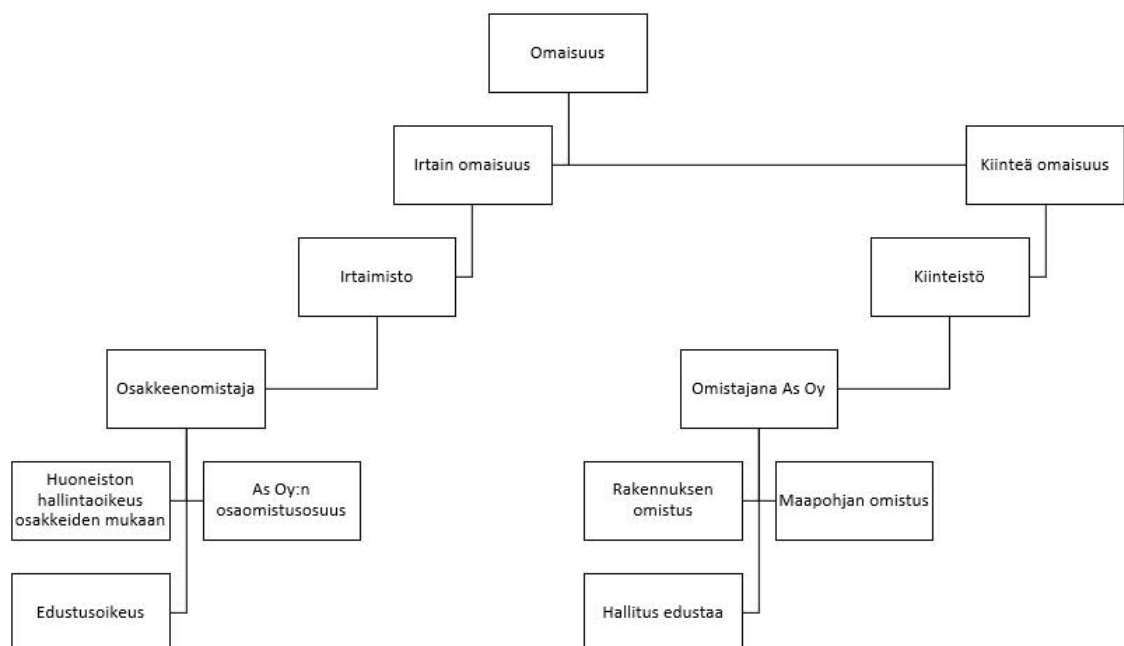 Omaisuus
Irtain omaisuus
Kiinteä omaisuus
Irtaimisto
Kiinteistö
Osakkeenomistaja
Omistajana As Oy
Huoneiston
hallintaoikeus
osakkeiden mukaan
As Oy:n
osaomistusosuus
Rakennuksen
omistus
Maapohjan omistus
Edustusoikeus
Hallitus edustaa